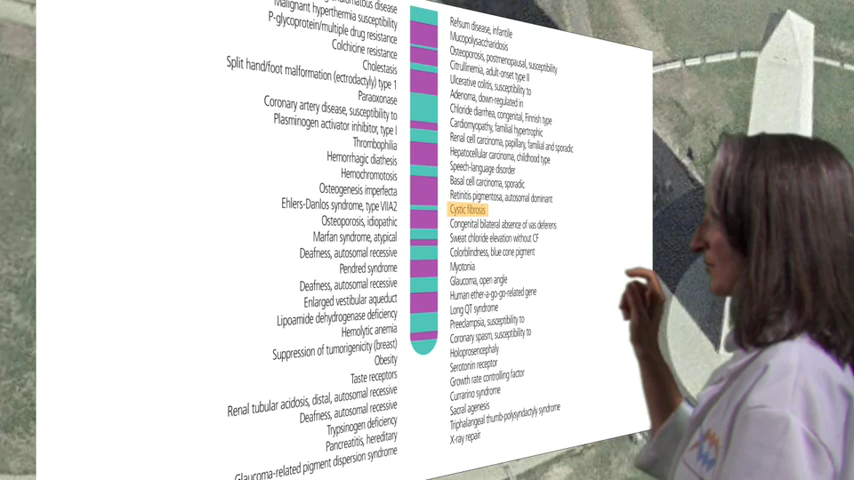 Malignant hyperthermia susceptibility
P-glycoprotein/multiple drug resistance
Colchicine resistance
Cholestasis
Split hand/foot malformation (ectrodactyly) type 1
Paraoxonase
Coronary artery disease, susceptibility to
Plasminogen activator inhibitor, type I
Thrombophilia
Hemorrhagic diathesis
Hemochromotosis
Osteogenesis imperfecta
Ehlers-Danlos syndrome, type VIIA2
Osteoporosis, idiopathic
Marfan syndrome, atypical
Deafness, autosomal recessive
Pendred syndrome
Deafness, autosomal recessive
Enlarged vestibular aqueduct
Lipoamide dehydrogenase deficiency
Hemolytic anemia
Suppression of tumorigenicity (breast)
Obesity
Taste receptors
Renal tubular acidosis, distal, autosomal recessive
Deafness, autosomal recessive
Trypsinogen deficiency
Pancreatitis, hereditary
Glaucoma-related pigment dispersion syndrome
Refsum disease, infantile
Mucopolysaccharidosis
Osteoporosis, postmenopausal, susceptibility
Citrullinemia, adult-onset type II
Ulcerative colitis, susceptibility to
Adenoma, down-regulated in
Chloride diarrhea, congenital, Finnish type
Cardiomyopathy, familial hypertrophic
Renal cell carcinoma, papillary, familial and sporadic
Hepatocellular carcinoma, childhood type
Speech-language disorder
Basal cell carcinoma, sporadic
Retinitis pigmentosa, autosomal dominant
Cystic fibrosis
Congenital bilateral absence of vas deferens
Sweat chloride elevation without CF
Colorblindness, blue cone pigment
Myotonia
Glaucoma, open angle
Human ether-a-go-go-related gene
Long QT syndrome
Preeclampsia, susceptibility to
Coronary spasm, susceptibility to
Holoprosencephaly
Serotonin receptor
Growth rate controlling factor
Currarino syndrome
Sacral agenesis
Triphalangeal thumb-polysyndactyly syndrome
X-ray repair